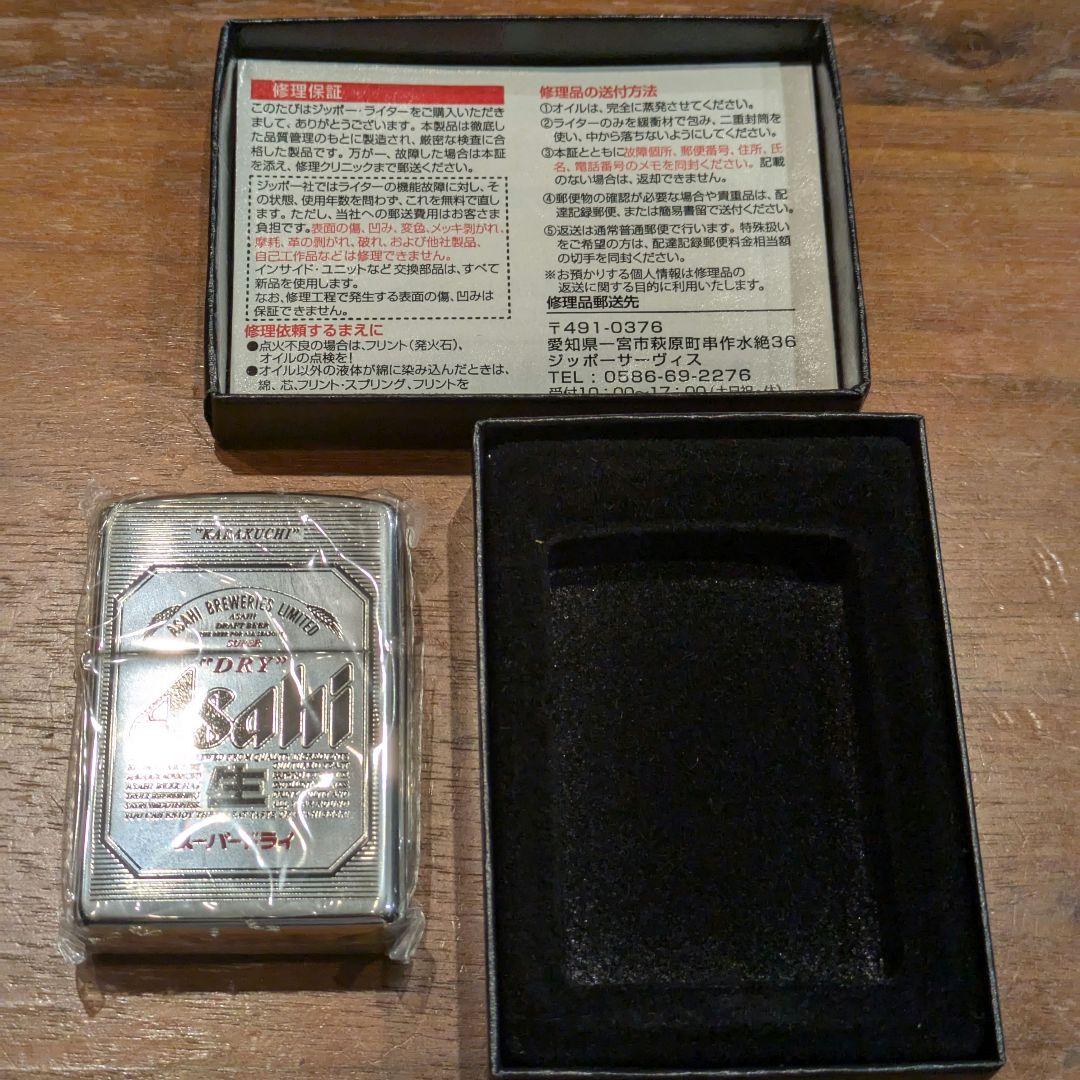 修理保証
このたびはジッポー・ライターをご購入いただき
まして、ありがとうございます。本製品は徹底し
た品質管理のもとに製造され、厳密な検査に合
格した製品です。万が一、故障した場合は本証
を添え、修理クリニックまで郵送ください。
ジッポー社ではライターの機能故障に対し、そ
の状態、使用年数を問わず、これを無料で直し
ます。ただし、当社への郵送費用はお客さま
負担です。表面の傷、凹み、変色、メッキ剥がれ、
摩耗、革の剥がれ、破れ、および他社製品、
自己工作品などは修理できません。
インサイド・ユニットなど交換部品は、すべて
新品を使用します。
なお、修理工程で発生する表面の傷、凹みは
保証できません。
修理依頼するまえに
●点火不良の場合は、フリント(発火石)、
オイルの点検を!
●オイル以外の液体が綿に染み込んだときは、
綿、芯、フリント・スプリング、フリントを
修理品の送付方法
①オイルは、完全に蒸発させてください。
②ライターのみを緩衝材で包み、二重封筒を
使い、中から落ちないようにしてください。
③本証とともに故障個所、郵便番号、住所、氏
名、電話番号のメモを同封ください。記載
のない場合は、返却できません。
④郵便物の確認が必要な場合や貴重品は、配
達記録郵便、または簡易書留で送付ください。
⑤返送は通常普通郵便で行います。特殊扱い
をご希望の方は、配達記録郵便料金相当額
の切手を同封ください。
※お預かりする個人情報は修理品の
返送に関する目的に利用いたします。
修理品郵送先
〒491-0376
愛知県一宮市萩原町串作水絶36
ジッポーサーヴィス
TEL:0586-69-2276
受付10:00~17:00(土日祝・休)
"KARAKUCHI"
ASAHI BREWERIES LIMITED
ASAHI
DRAFT BEER
THE BEER FOR ALL SEASONS
SUPER
"DRY"
Asahi
生
スーパードライ